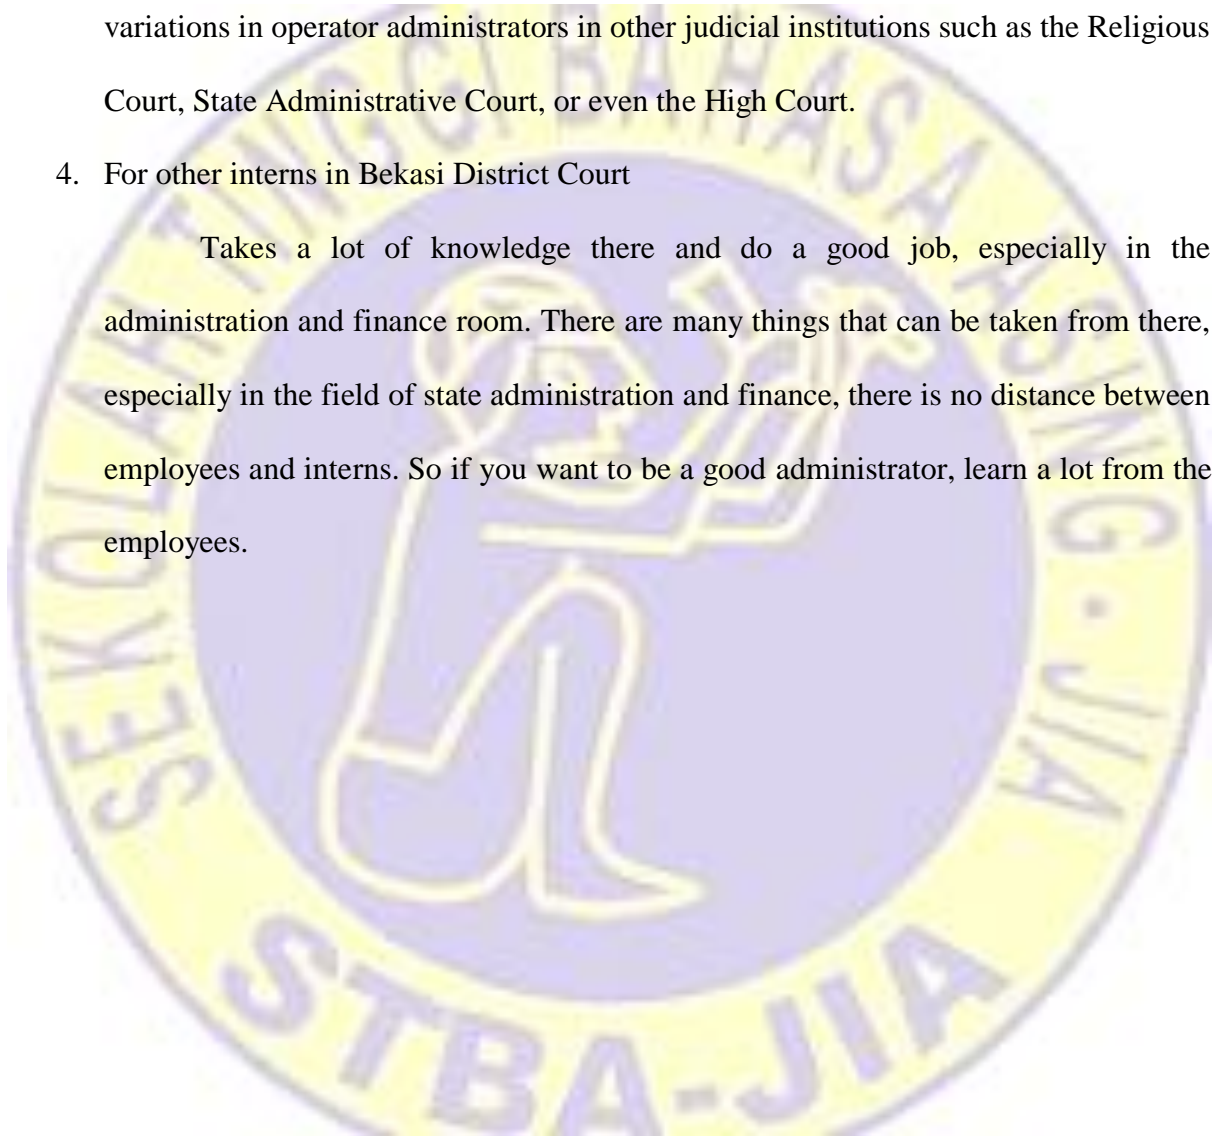 variations in operator administrators in other judicial institutions such as the Religious
Court, State Administrative Court, or even the High Court.
4. For other interns in Bekasi District Court
Takes a lot of knowledge there and do a good job, especially in the
administration and finance room. There are many things that can be taken from there,
especially in the field of state administration and finance, there is no distance between
employees and interns. So if you want to be a good administrator, learn a lot from the
employees.
SEKOLAH TINGGI BAHASA ASING - JIA
STBA-JIA